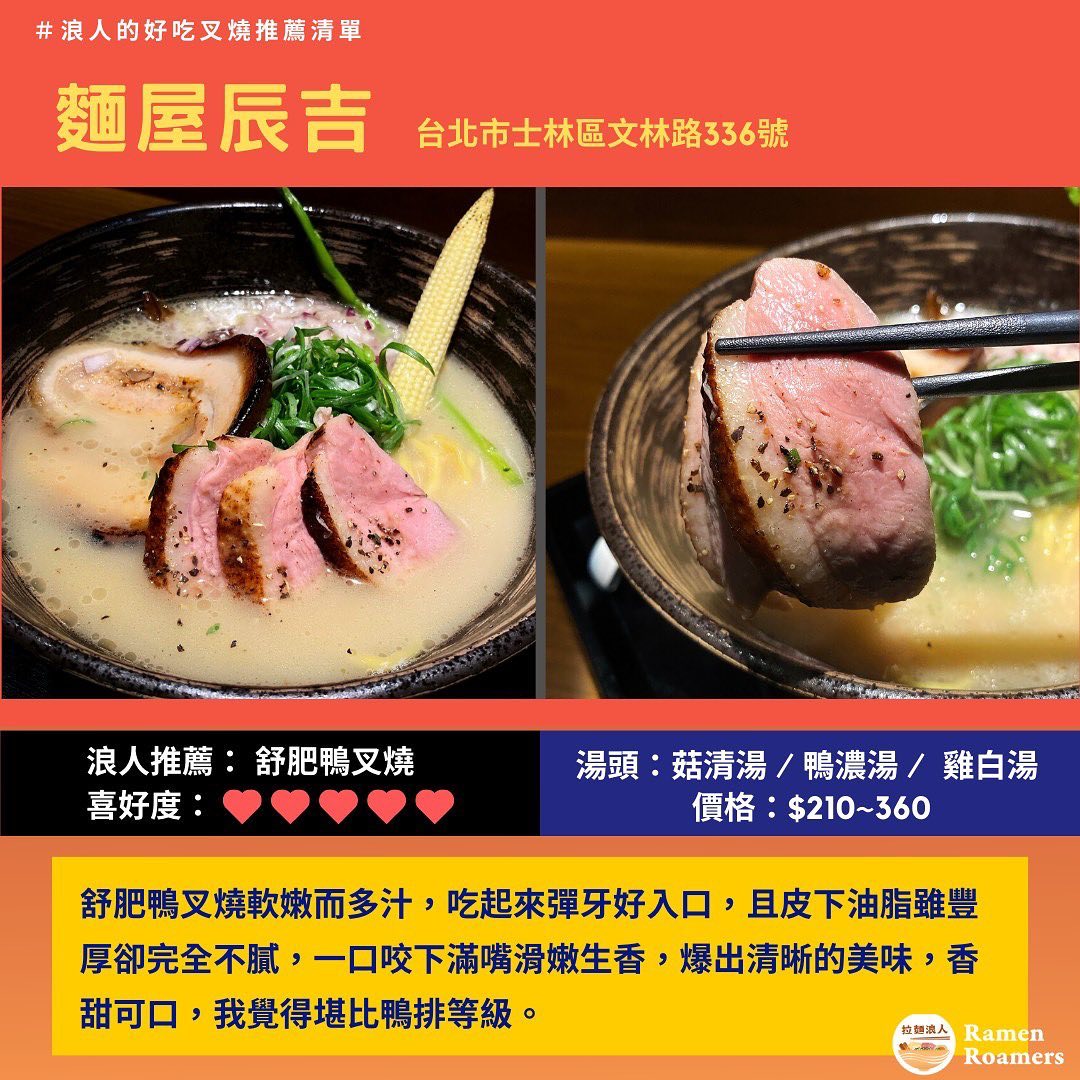 #浪人的好吃叉燒推薦清單
麵屋辰吉
台北市士林區文林路336號
浪人推薦： 舒肥鴨叉燒
喜好度：
湯頭：菇清湯 / 鴨濃湯 / 雞白湯
價格：$210~360
舒肥鴨叉燒軟嫩而多汁，吃起來彈牙好入口，且皮下油脂雖豐
厚卻完全不膩，一口咬下滿嘴滑嫩生香，爆出清晰的美味，香
甜可口，我覺得堪比鴨排等級。
拉麵浪人
Ramen
Roamers